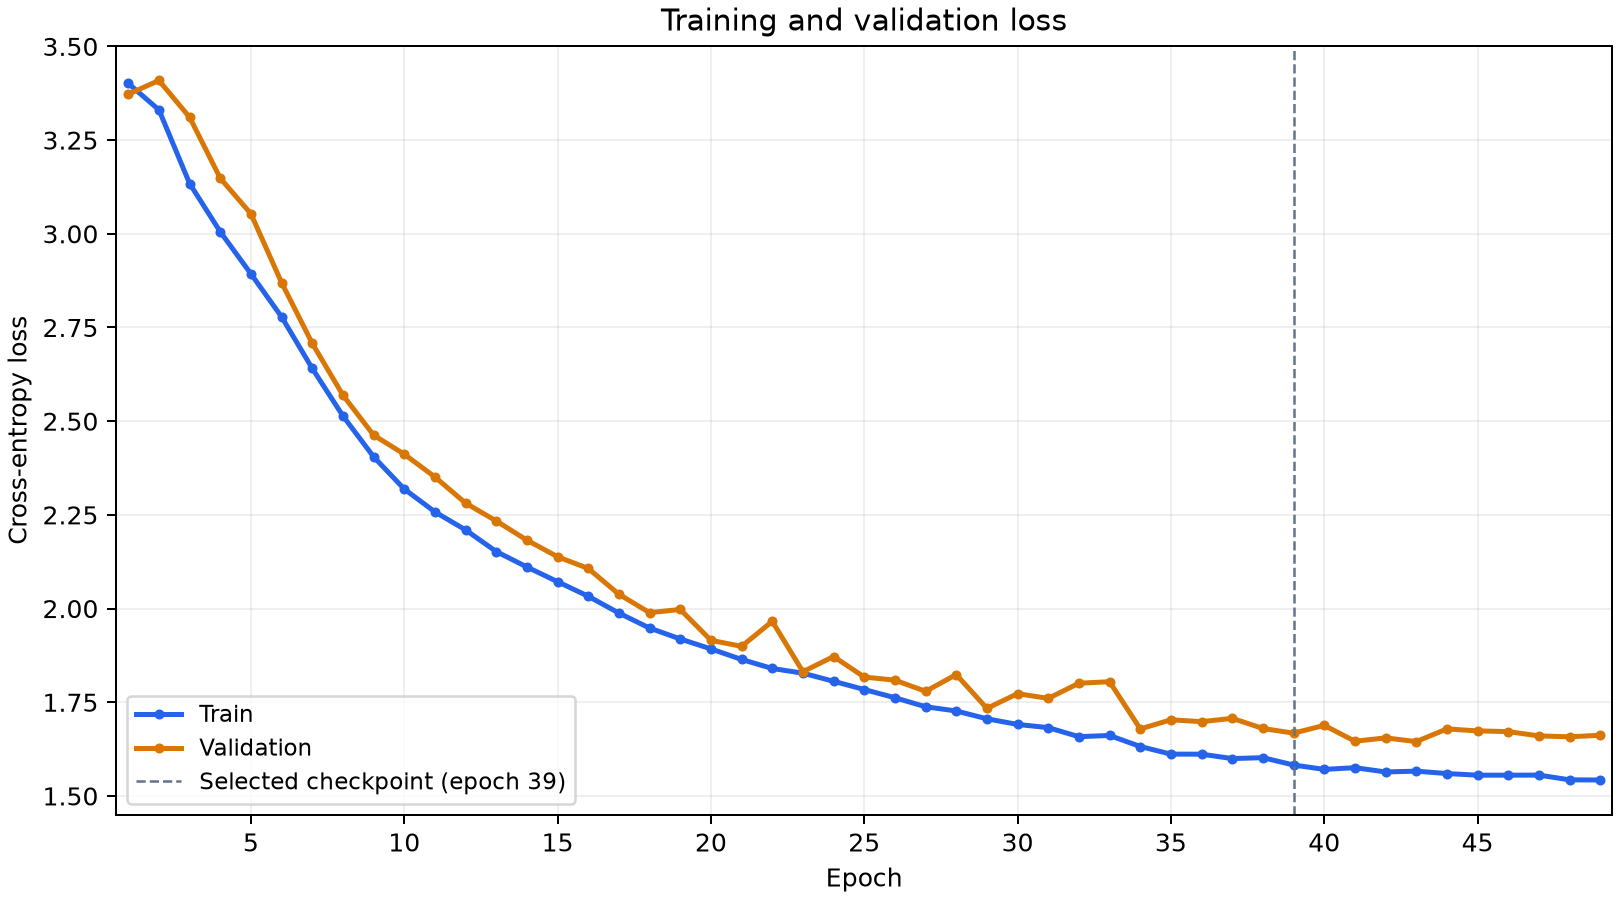 Training and validation loss
Cross-entropy loss
3.50
3.25
3.00
2.75
2.50
2.25
2.00
1.75
1.50
Train
Validation
Selected checkpoint (epoch 39)
5 10 15 20 25 30 35 40 45
Epoch